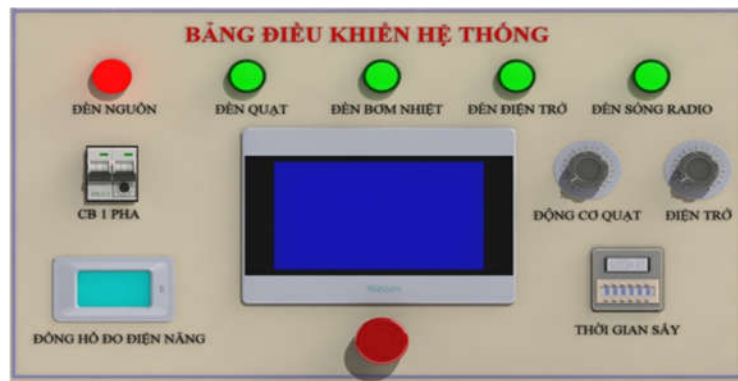 BẢNG ĐIỀU KHIỂN HỆ THỐNG
ĐÈN NGUỒN
ĐÈN QUẠT
ĐÈN BƠM NHIỆT
ĐÈN ĐIỆN TRỞ
ĐÈN SÓNG RADIO
CB 1 PHA
ĐỘNG CƠ QUẠT
ĐIỆN TRỞ
ĐỒNG HỒ ĐO ĐIỆN NĂNG
THỜI GIAN SẤY